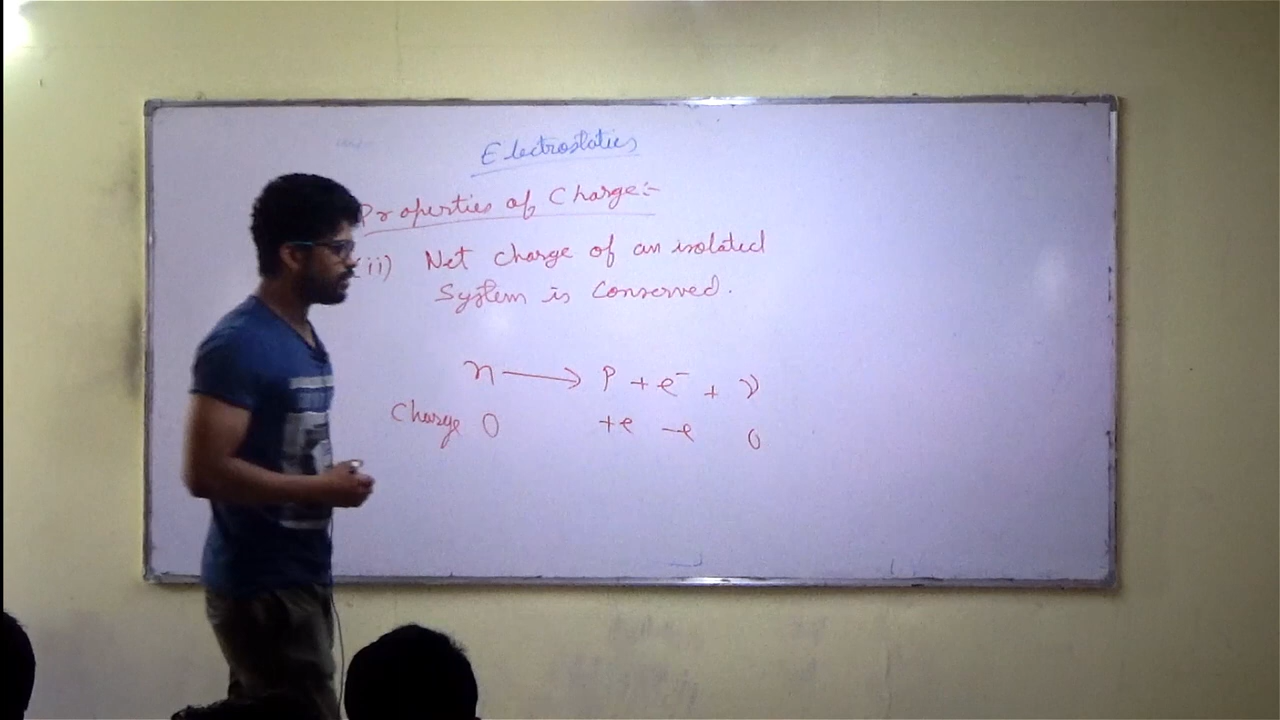 Electrostatics
Properties of Charge:-
(ii) Net charge of an isolated
System is Conserved.
n ⟶ p + e⁻ + ν
Charge 0 +e -e 0